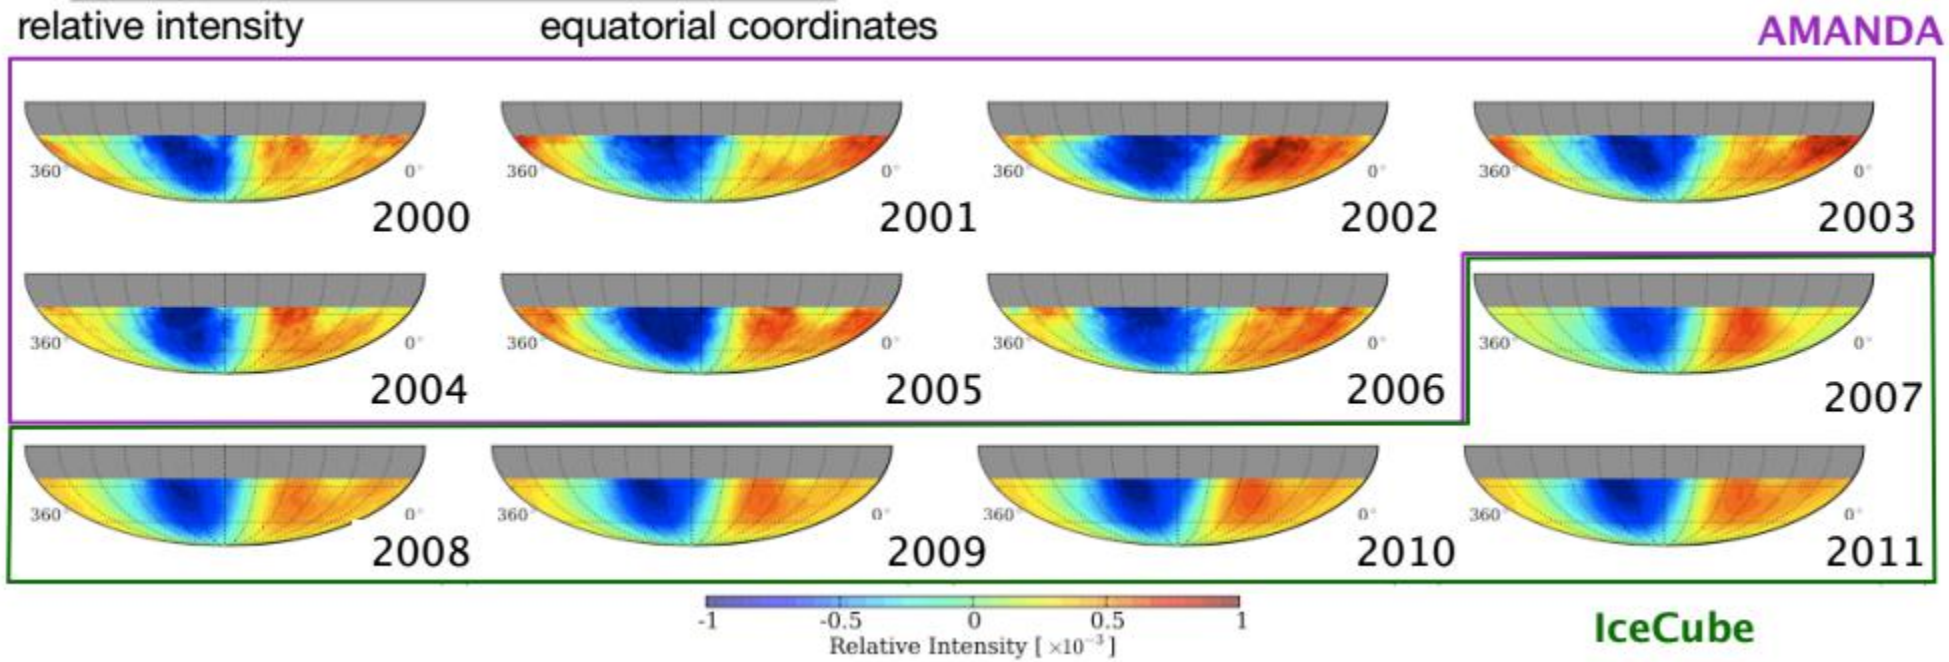 relative intensity equatorial coordinates AMANDA
360° 0° 360° 0° 360° 0° 360° 0°
2000 2001 2002 2003
360° 0° 360° 0° 360° 0° 360° 0°
2004 2005 2006 2007
360° 0° 360° 0° 360° 0° 360° 0°
2008 2009 2010 2011
-1 -0.5 0 0.5 1
Relative Intensity [ ×10⁻³ ]
IceCube